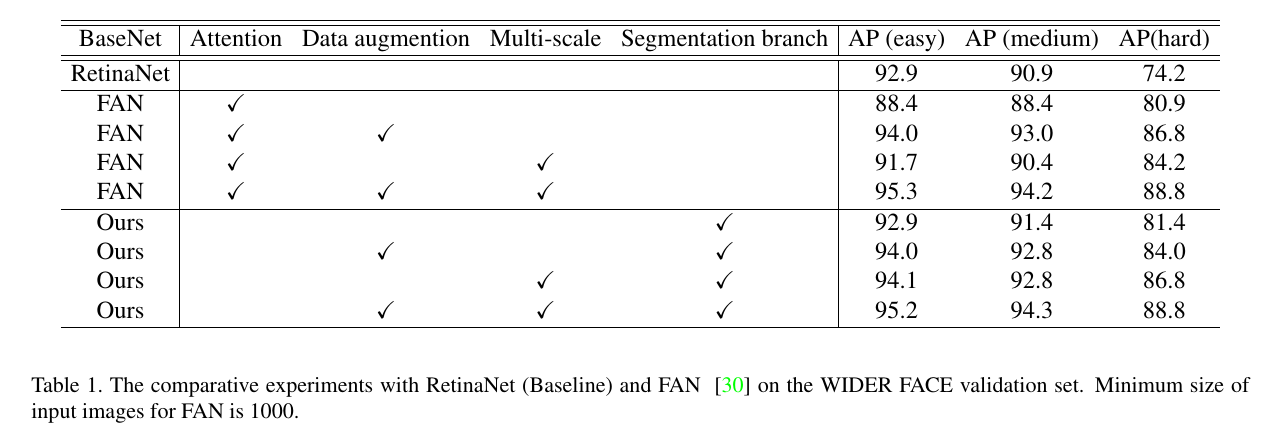 BaseNet Attention Data augmention Multi-scale Segmentation branch AP (easy) AP (medium) AP(hard)
RetinaNet 92.9 90.9 74.2
FAN ✓ 88.4 88.4 80.9
FAN ✓ ✓ 94.0 93.0 86.8
FAN ✓ ✓ 91.7 90.4 84.2
FAN ✓ ✓ ✓ 95.3 94.2 88.8
Ours ✓ 92.9 91.4 81.4
Ours ✓ ✓ 94.0 92.8 84.0
Ours ✓ ✓ 94.1 92.8 86.8
Ours ✓ ✓ ✓ 95.2 94.3 88.8
Table 1. The comparative experiments with RetinaNet (Baseline) and FAN [30] on the WIDER FACE validation set. Minimum size of
input images for FAN is 1000.